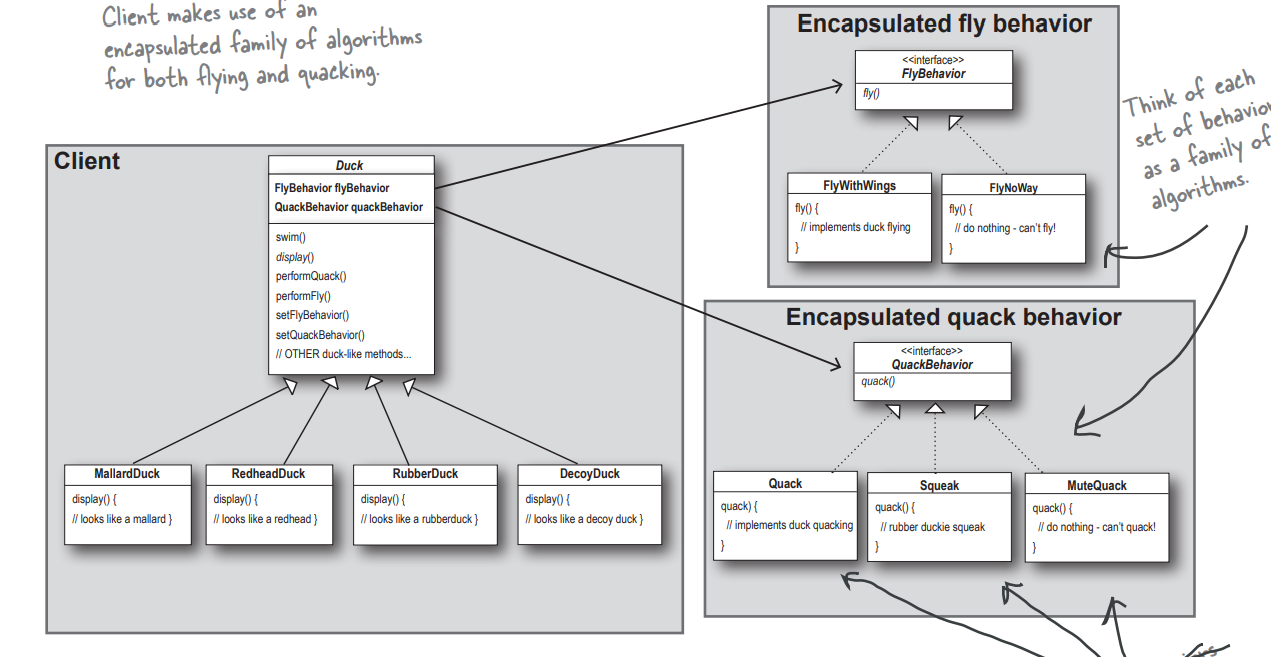 Client makes use of an
encapsulated family of algorithms
for both flying and quacking.
Encapsulated fly behavior
<<interface>>
FlyBehavior
fly()
FlyWithWings
fly() {
// implements duck flying
}
FlyNoWay
fly() {
// do nothing - can't fly!
}
Think of each
set of
as a family of
algorithms.
Client
Duck
FlyBehavior flyBehavior
QuackBehavior quackBehavior
swim()
display()
performQuack()
performFly()
setFlyBehavior()
setQuackBehavior()
// OTHER duck-like methods...
MallardDuck
display() {
// looks like a mallard }
RedheadDuck
display() {
// looks like a redhead }
RubberDuck
display() {
// looks like a rubberduck }
DecoyDuck
display() {
// looks like a decoy duck }
Encapsulated quack behavior
<<interface>>
QuackBehavior
quack()
Quack
quack) {
// implements duck quacking
}
Squeak
quack() {
// rubber duckie squeak
}
MuteQuack
quack() {
// do nothing - can't quack!
}